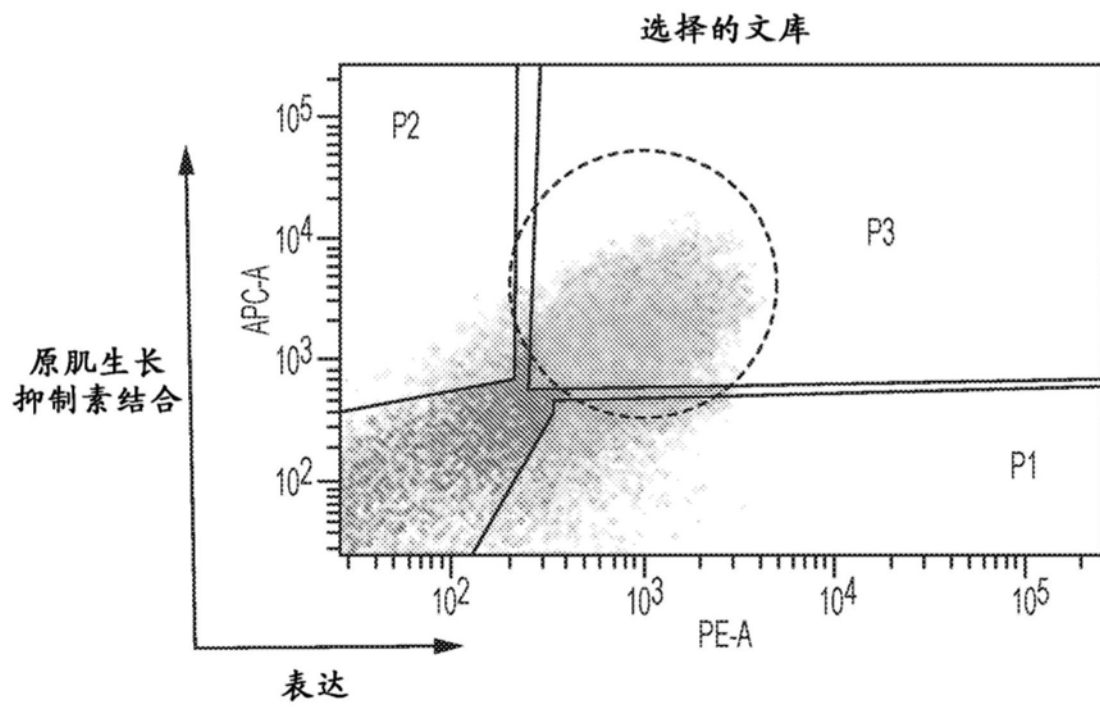 选择的文库
P2
P3
P1
10⁵
10⁴
10³
10²
APC-A
原肌生长
抑制素结合
10² 10³ 10⁴ 10⁵
PE-A
表达